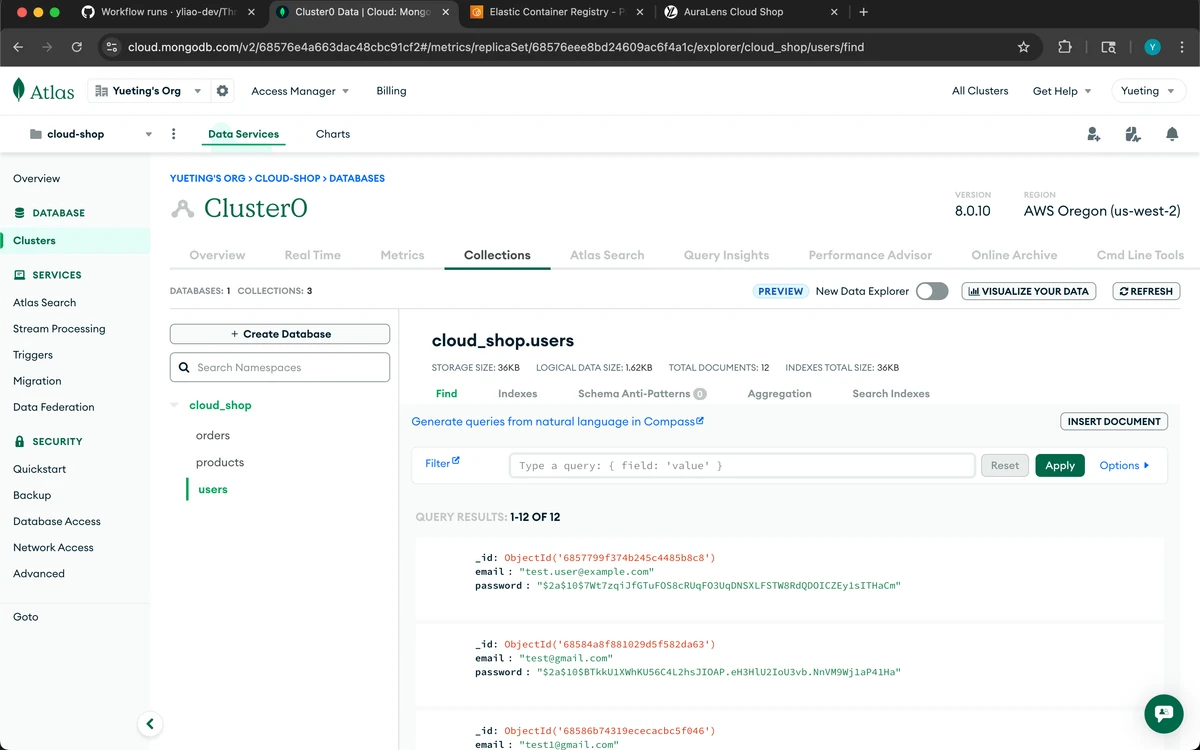 Workflow runs · yliao-dev/Thr
Cluster0 Data | Cloud: Mongo
Elastic Container Registry - P
AuraLens Cloud Shop
cloud.mongodb.com/v2/68576e4a663dac48cbc91cf2#/metrics/replicaSet/68576eee8bd24609ac6f4a1c/explorer/cloud_shop/users/find
Y
Atlas
Yueting's Org
Access Manager
Billing
All Clusters
Get Help
Yueting
cloud-shop
Data Services
Charts
Overview
DATABASE
Clusters
SERVICES
Atlas Search
Stream Processing
Triggers
Migration
Data Federation
SECURITY
Quickstart
Backup
Database Access
Network Access
Advanced
Goto
YUETING'S ORG > CLOUD-SHOP > DATABASES
Cluster0
VERSION
8.0.10
REGION
AWS Oregon (us-west-2)
Overview
Real Time
Metrics
Collections
Atlas Search
Query Insights
Performance Advisor
Online Archive
Cmd Line Tools
DATABASES: 1 COLLECTIONS: 3
PREVIEW New Data Explorer
VISUALIZE YOUR DATA
REFRESH
+ Create Database
Search Namespaces
cloud_shop
orders
products
users
cloud_shop.users
STORAGE SIZE: 36KB LOGICAL DATA SIZE: 1.62KB TOTAL DOCUMENTS: 12 INDEXES TOTAL SIZE: 36KB
Find
Indexes
Schema Anti-Patterns 0
Aggregation
Search Indexes
Generate queries from natural language in Compass
INSERT DOCUMENT
Filter
Type a query: { field: 'value' }
Reset
Apply
Options
QUERY RESULTS: 1-12 OF 12
_id: ObjectId('6857799f374b245c4485b8c8')
email : "test.user@example.com"
password : "$2a$10$7Wt7zqiJfGTuFOS8cRUqFO3UqDNSXLFSTW8RdQDOICZEy1sITHaCm"
_id: ObjectId('68584a8f881029d5f582da63')
email : "test@gmail.com"
password : "$2a$10$BTkkU1XWhKU56C4L2hsJIOAP.eH3HlU2IoU3vb.NnVM9Wj1aP41Ha"
_id: ObjectId('68586b74319ececacbc5f046')
email : "test1@gmail.com"